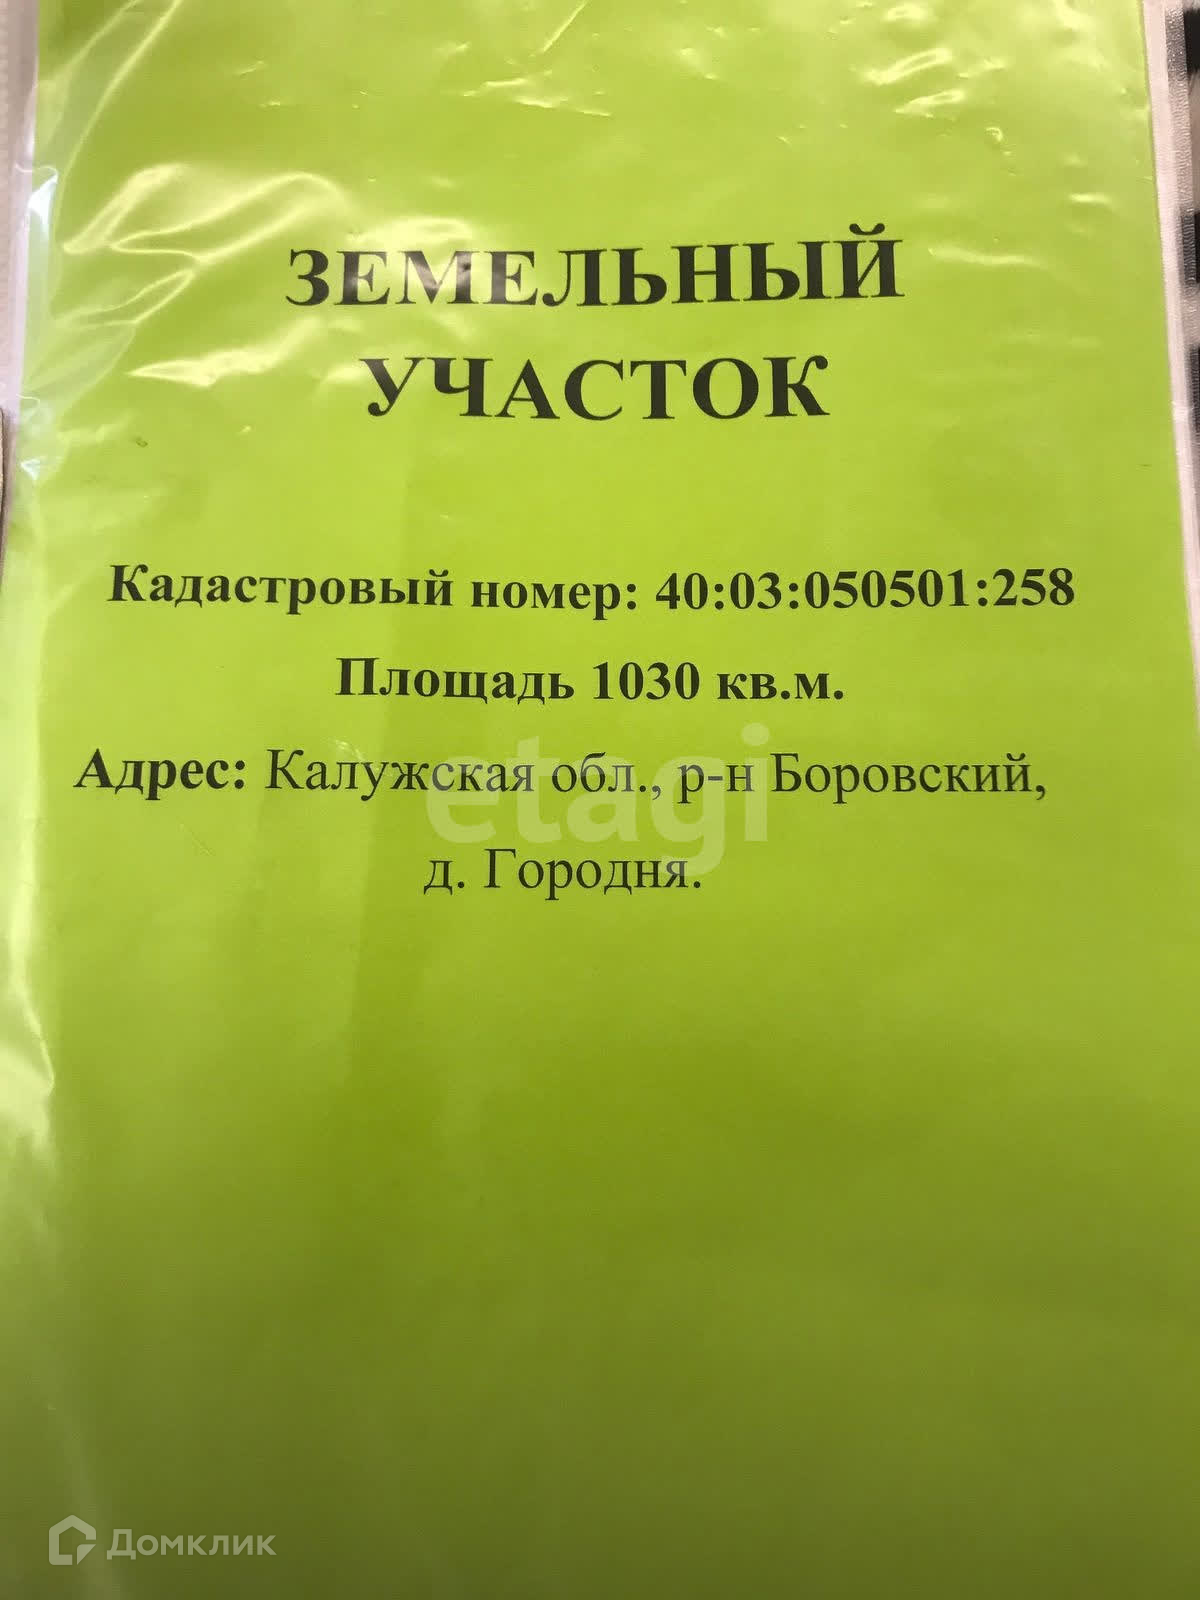 ЗЕМЕЛЬНЫЙ
УЧАСТОК
Кадастровый номер: 40:03:050501:258
Площадь 1030 кв.м.
Адрес: Калужская обл., р-н Боровский,
etagi
д. Городня.
Домклик